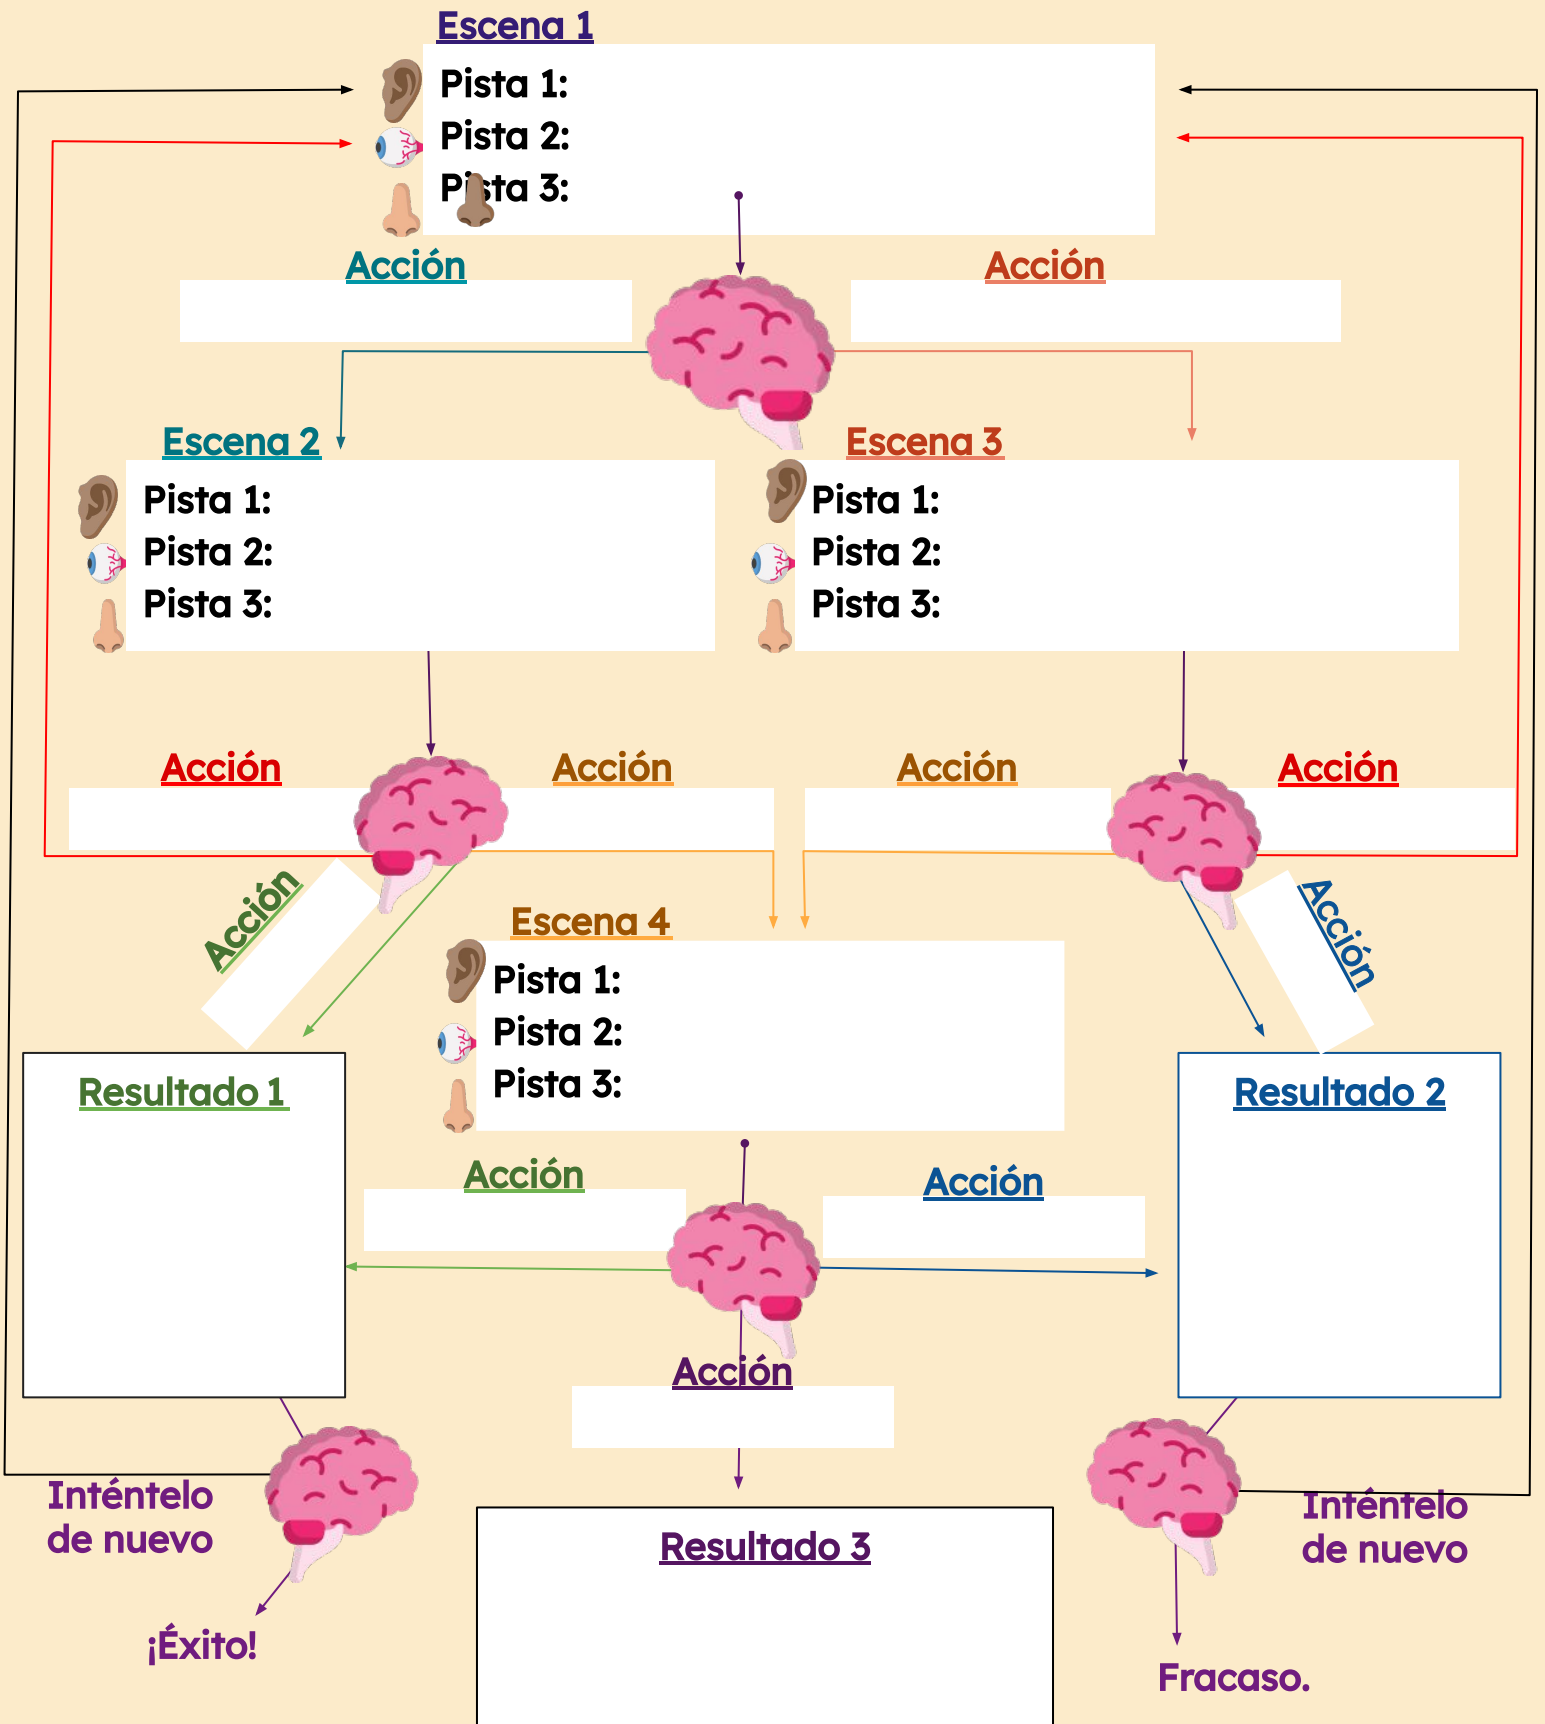 Escena 1
Pista 1:
Pista 2:
Pista 3:
Acción
Acción
Escena 2
Pista 1:
Pista 2:
Pista 3:
Escena 3
Pista 1:
Pista 2:
Pista 3:
Acción
Acción
Acción
Acción
Acción
Acción
Escena 4
Pista 1:
Pista 2:
Pista 3:
Resultado 1
Resultado 2
Acción
Acción
Acción
Inténtelo
de nuevo
Inténtelo
de nuevo
Resultado 3
¡Éxito!
Fracaso.